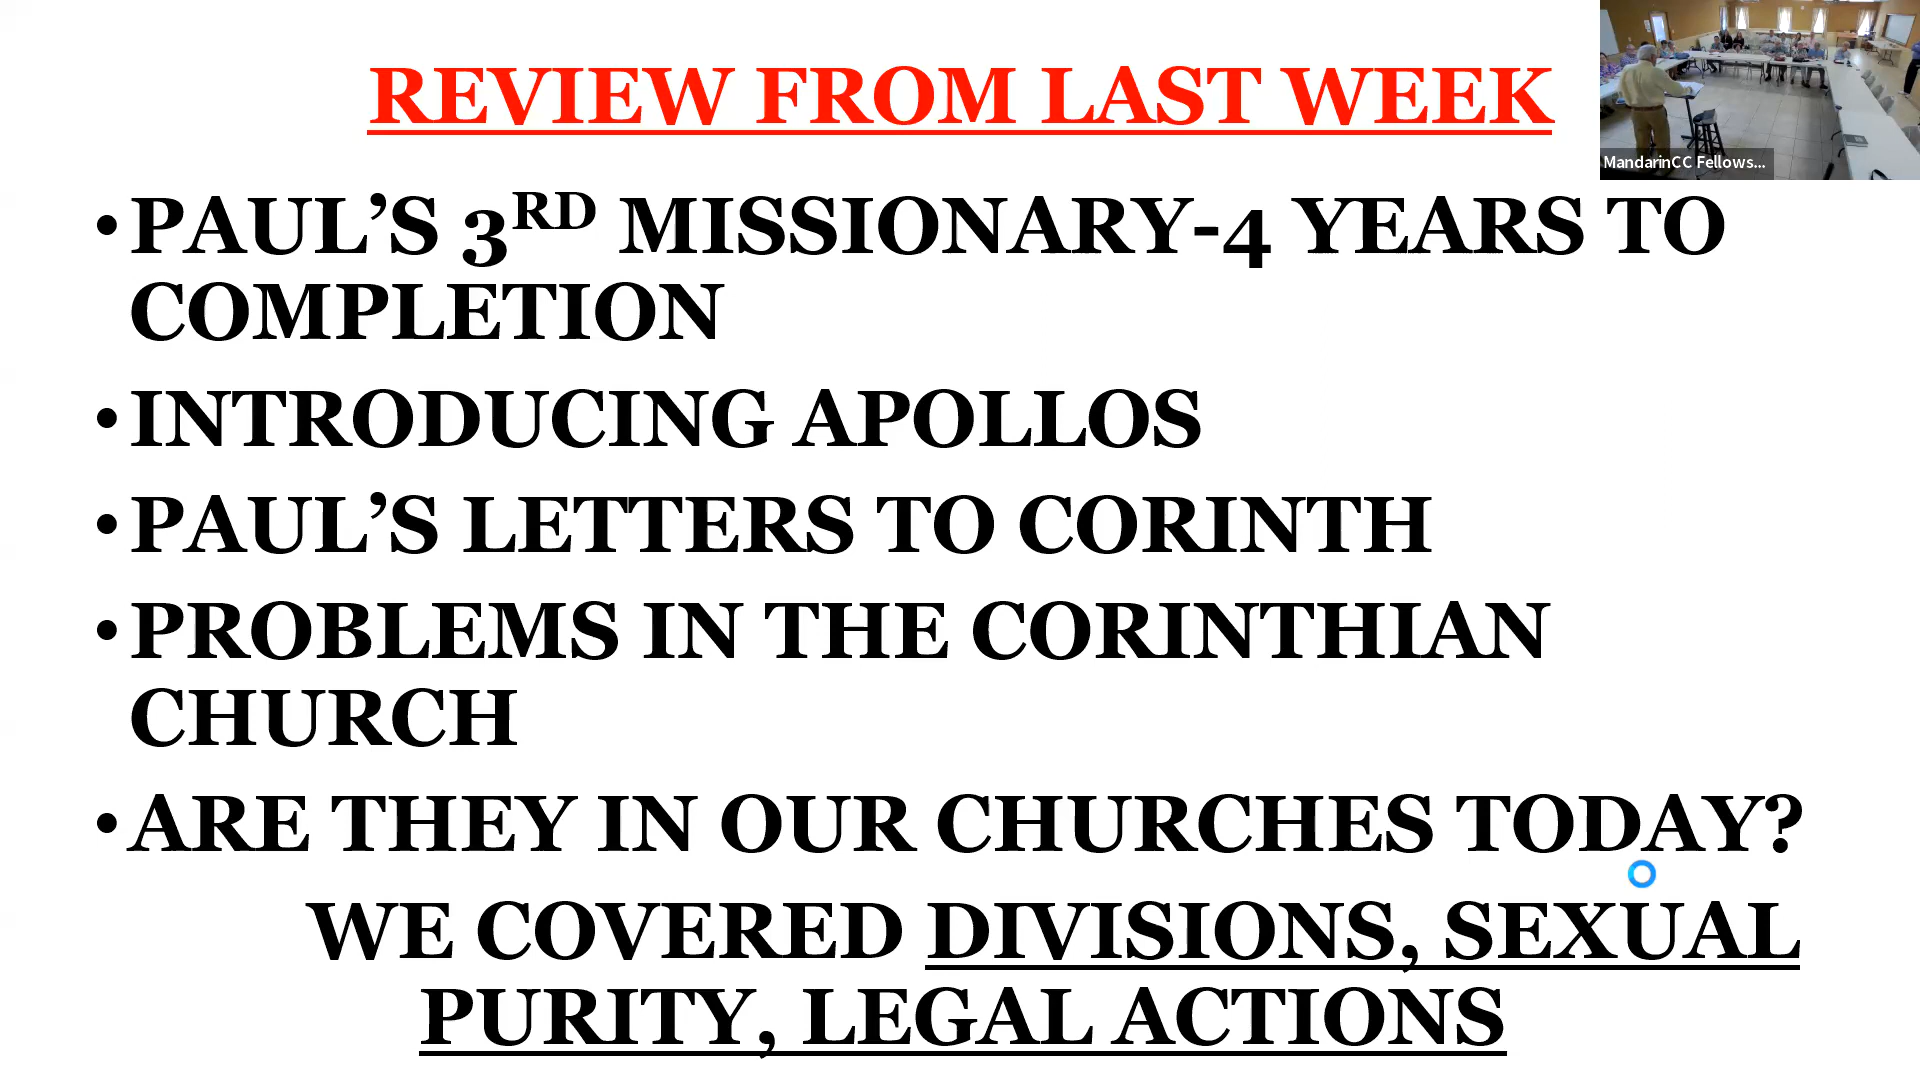 REVIEW FROM LAST WEEK
MandarinCC Fellows...
•PAUL’S 3RD MISSIONARY-4 YEARS TO
COMPLETION
•INTRODUCING APOLLOS
•PAUL’S LETTERS TO CORINTH
•PROBLEMS IN THE CORINTHIAN
CHURCH
•ARE THEY IN OUR CHURCHES TODAY?
WE COVERED DIVISIONS, SEXUAL
PURITY, LEGAL ACTIONS